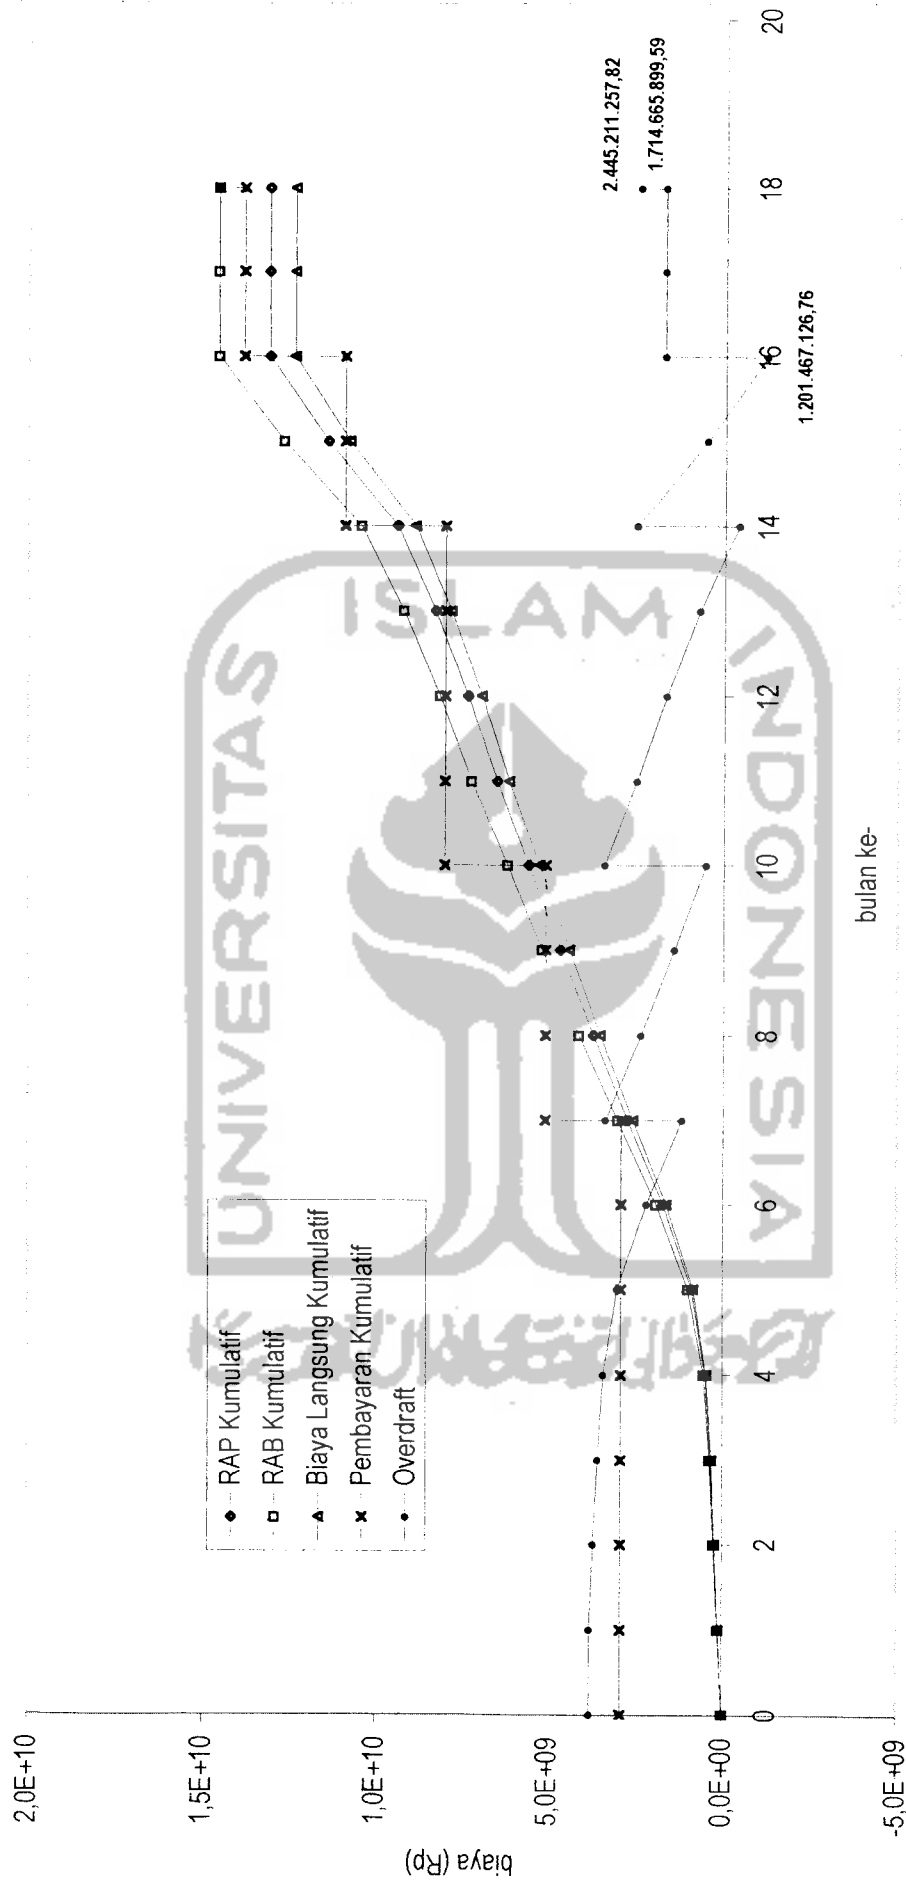 2,0E+10
1,5E+10
1,0E+10
5,0E+09
0,0E+00
-5,0E+09
biaya (Rp)
RAP Kumulatif
RAB Kumulatif
Biaya Langsung Kumulatif
Pembayaran Kumulatif
Overdraft
2.445.211.257,82
1.714.665.899,59
1.201.467.126,76
0
2
4
6
8
10
12
14
16
18
20
bulan ke-
UNIVERSITAS
ISLAM
INDONESIA